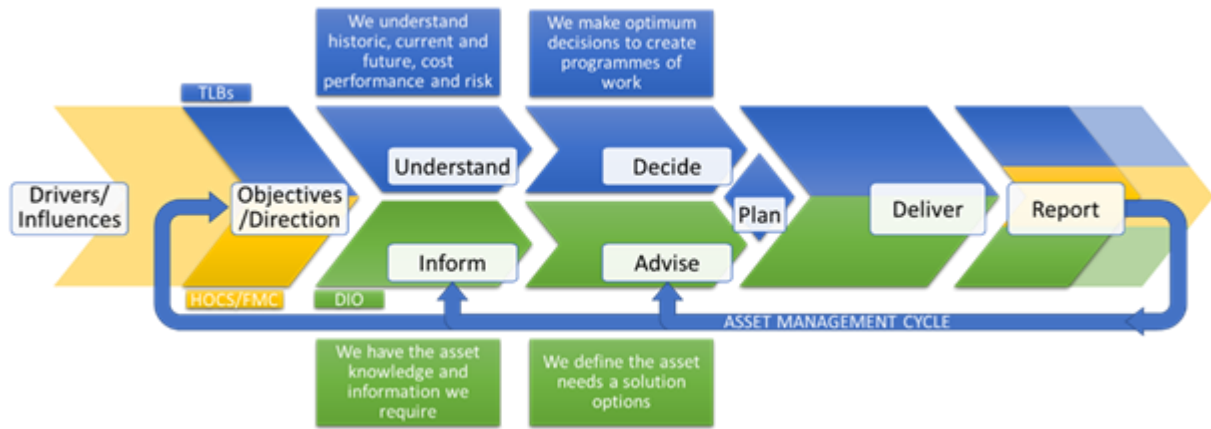 We understand
historic, current and
future, cost
performance and risk
We make optimum
decisions to create
programmes of
work
TLBs
Drivers/
Influences
Objectives
/Direction
Understand
Decide
Plan
Deliver
Report
Inform
Advise
HOCS/FMC
DIO
ASSET MANAGEMENT CYCLE
We have the asset
knowledge and
information we
require
We define the asset
needs a solution
options